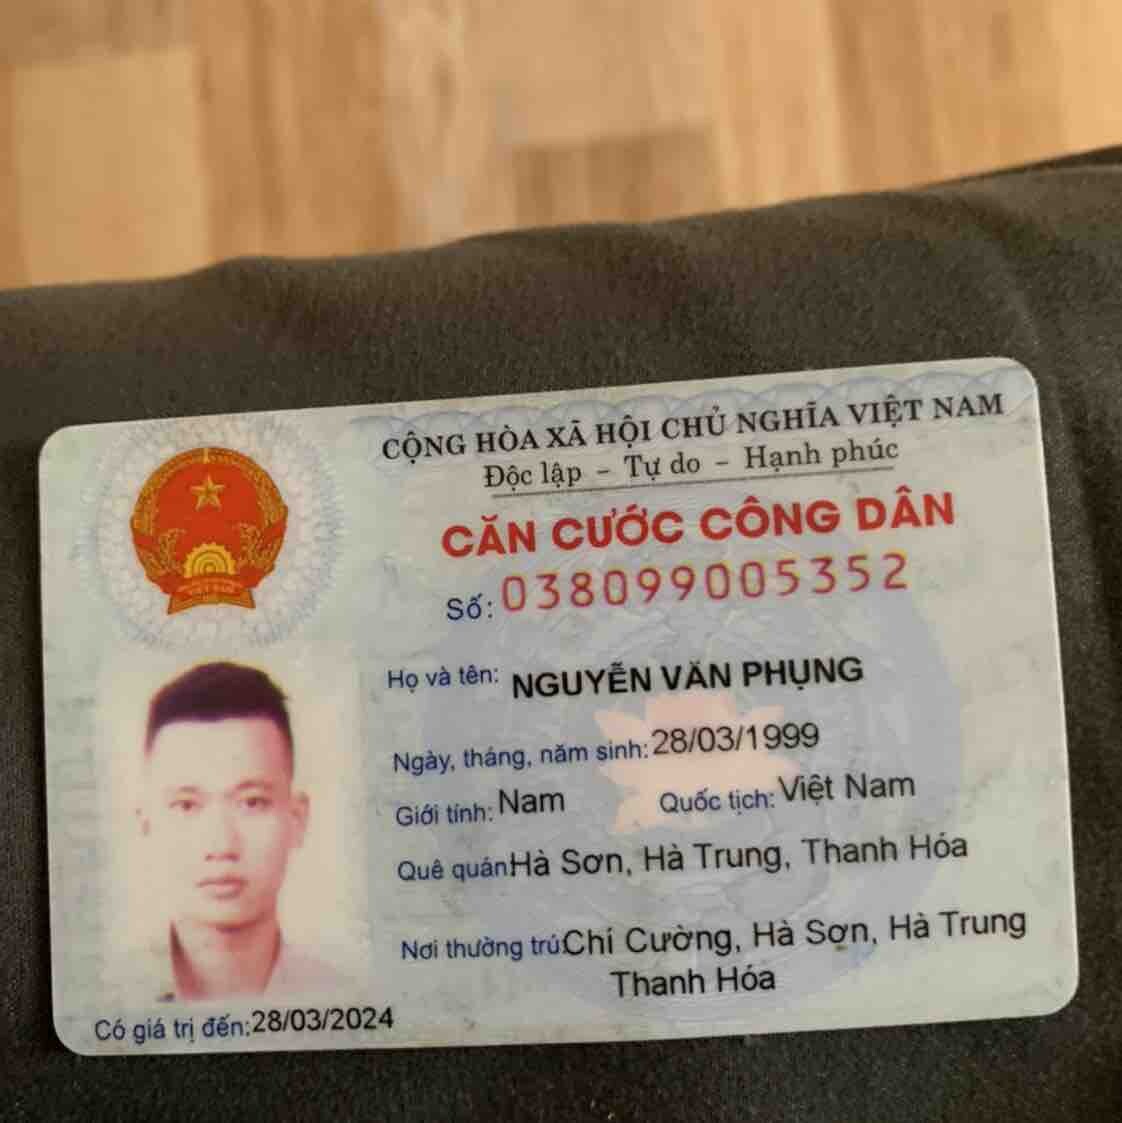 CỘNG HÒA XÃ HỘI CHỦ NGHĨA VIỆT NAM
Độc lập - Tự do - Hạnh phúc
CĂN CƯỚC CÔNG DÂN
Số: 038099005352
Họ và tên: NGUYỄN VĂN PHỤNG
Ngày, tháng, năm sinh: 28/03/1999
Giới tính: Nam Quốc tịch: Việt Nam
Quê quán Hà Sơn, Hà Trung, Thanh Hóa
Nơi thường trú: Chí Cường, Hà Sơn, Hà Trung
Thanh Hóa
Có giá trị đến: 28/03/2024